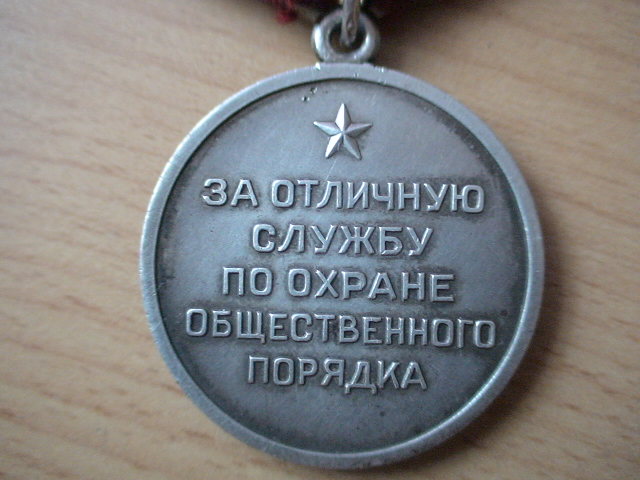 ЗА ОТЛИЧНУЮ
СЛУЖБУ
ПО ОХРАНЕ
ОБЩЕСТВЕННОГО
ПОРЯДКА